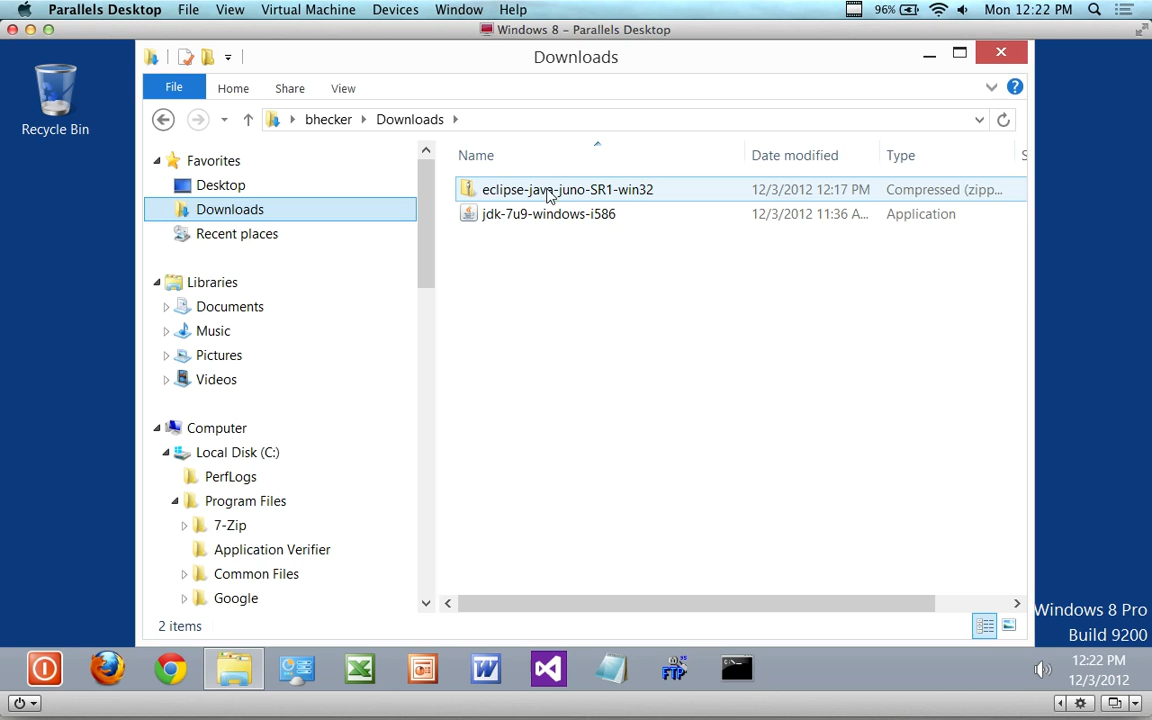 Parallels Desktop File View Virtual Machine Devices Window Help 96% Mon 12:22 PM
Windows 8 – Parallels Desktop
Downloads
File Home Share View
bhecker Downloads
Recycle Bin
Favorites
Desktop
Downloads
Recent places
Libraries
Documents
Music
Pictures
Videos
Computer
Local Disk (C:)
PerfLogs
Program Files
7-Zip
Application Verifier
Common Files
Google
Name Date modified Type S
eclipse-java-juno-SR1-win32 12/3/2012 12:17 PM Compressed (zipp...
jdk-7u9-windows-i586 12/3/2012 11:36 A... Application
2 items
Windows 8 Pro
Build 9200
FTP
12:22 PM
12/3/2012